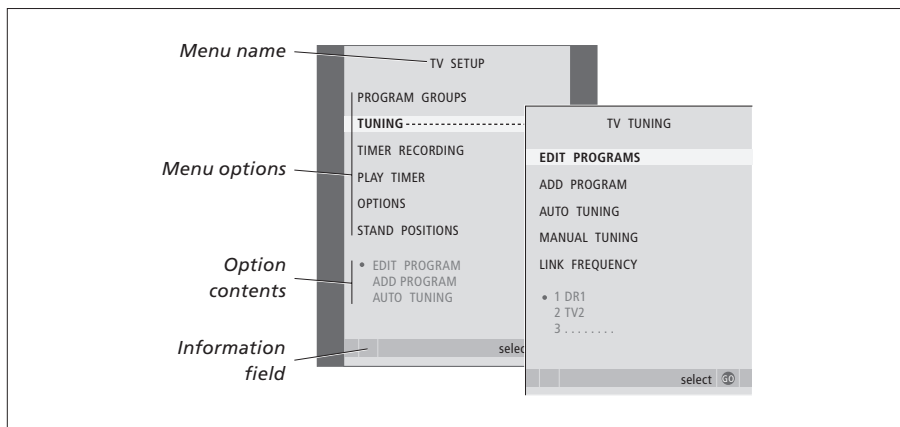 Menu name
TV SETUP
PROGRAM GROUPS
TUNING
TIMER RECORDING
Menu options
PLAY TIMER
OPTIONS
STAND POSITIONS
Option
contents
• EDIT PROGRAM
ADD PROGRAM
AUTO TUNING
Information
field
TV TUNING
EDIT PROGRAMS
ADD PROGRAM
AUTO TUNING
MANUAL TUNING
LINK FREQUENCY
• 1 DR1
2 TV2
3 . . . . . . . .
select GO